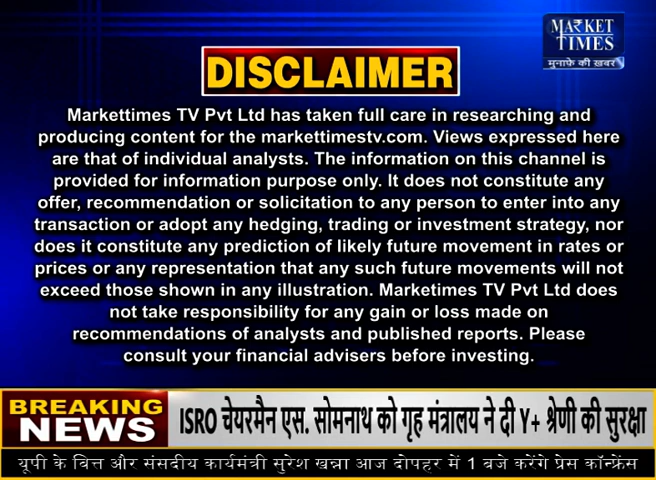 MARKET
TIMES
मुनाफे की खबर
DISCLAIMER
Markettimes TV Pvt Ltd has taken full care in researching and
producing content for the markettimestv.com. Views expressed here
are that of individual analysts. The information on this channel is
provided for information purpose only. It does not constitute any
offer, recommendation or solicitation to any person to enter into any
transaction or adopt any hedging, trading or investment strategy, nor
does it constitute any prediction of likely future movement in rates or
prices or any representation that any such future movements will not
exceed those shown in any illustration. Marketimes TV Pvt Ltd does
not take responsibility for any gain or loss made on
recommendations of analysts and published reports. Please
consult your financial advisers before investing.
BREAKING
NEWS
ISRO चेयरमैन एस. सोमनाथ को गृह मंत्रालय ने दी Y+ श्रेणी की सुरक्षा
यूपी के वित्त और संसदीय कार्यमंत्री सुरेश खन्ना आज दोपहर में 1 बजे करेंगे प्रेस कॉन्फ्रेंस